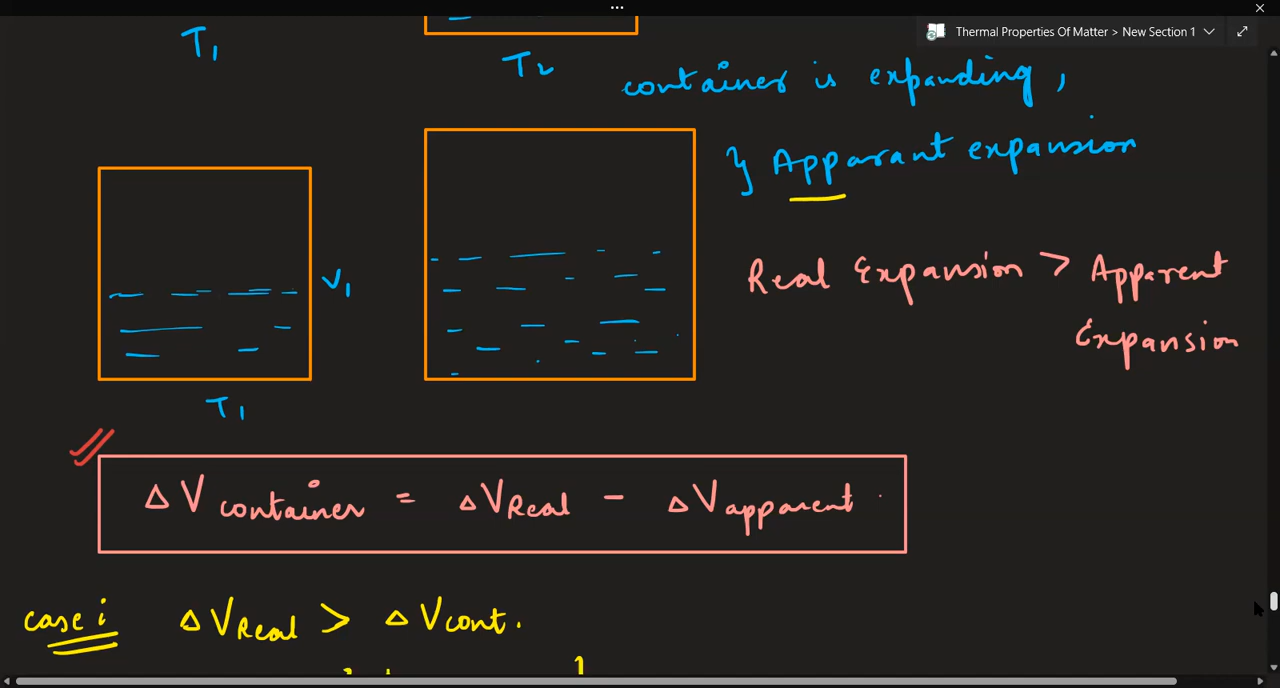 Thermal Properties Of Matter > New Section 1
T₁
T₂
container is expanding,
} Apparant expansion
V₁
Real Expansion > Apparent
Expansion
T₁
ΔV container = ΔV Real - ΔV apparent
case i ΔV Real > ΔV cont.